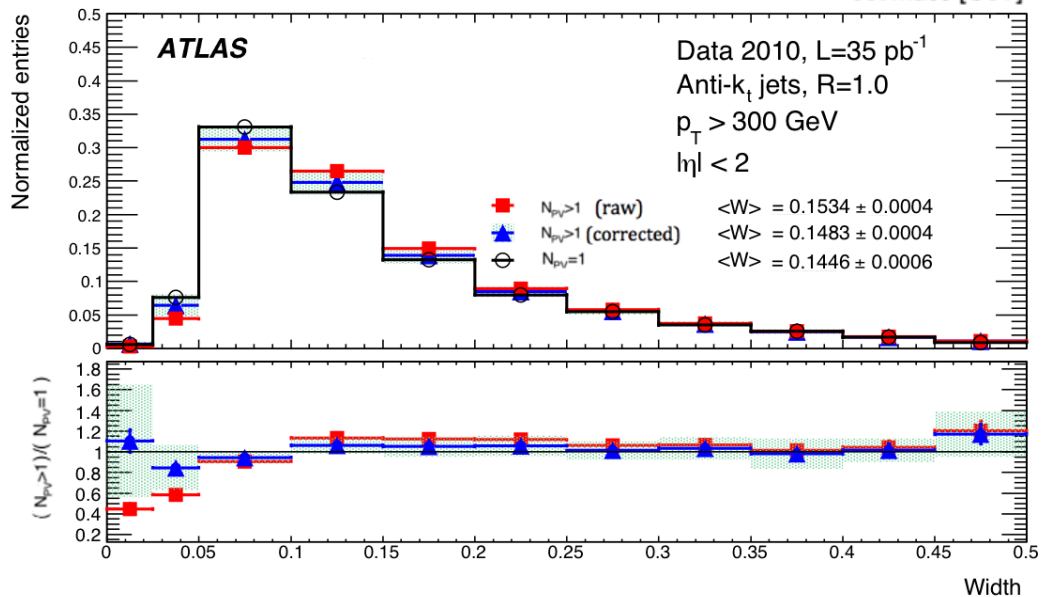 0.5
0.45
0.4
0.35
0.3
0.25
0.2
0.15
0.1
0.05
0
Normalized entries
ATLAS
Data 2010, L=35 pb-1
Anti-kt jets, R=1.0
pT > 300 GeV
|η| < 2
NPV>1 (raw) <W> = 0.1534 ± 0.0004
NPV>1 (corrected) <W> = 0.1483 ± 0.0004
NPV=1 <W> = 0.1446 ± 0.0006
1.8
1.6
1.4
1.2
1
0.8
0.6
0.4
0.2
( NPV>1)/( NPV=1 )
0 0.05 0.1 0.15 0.2 0.25 0.3 0.35 0.4 0.45 0.5
Width